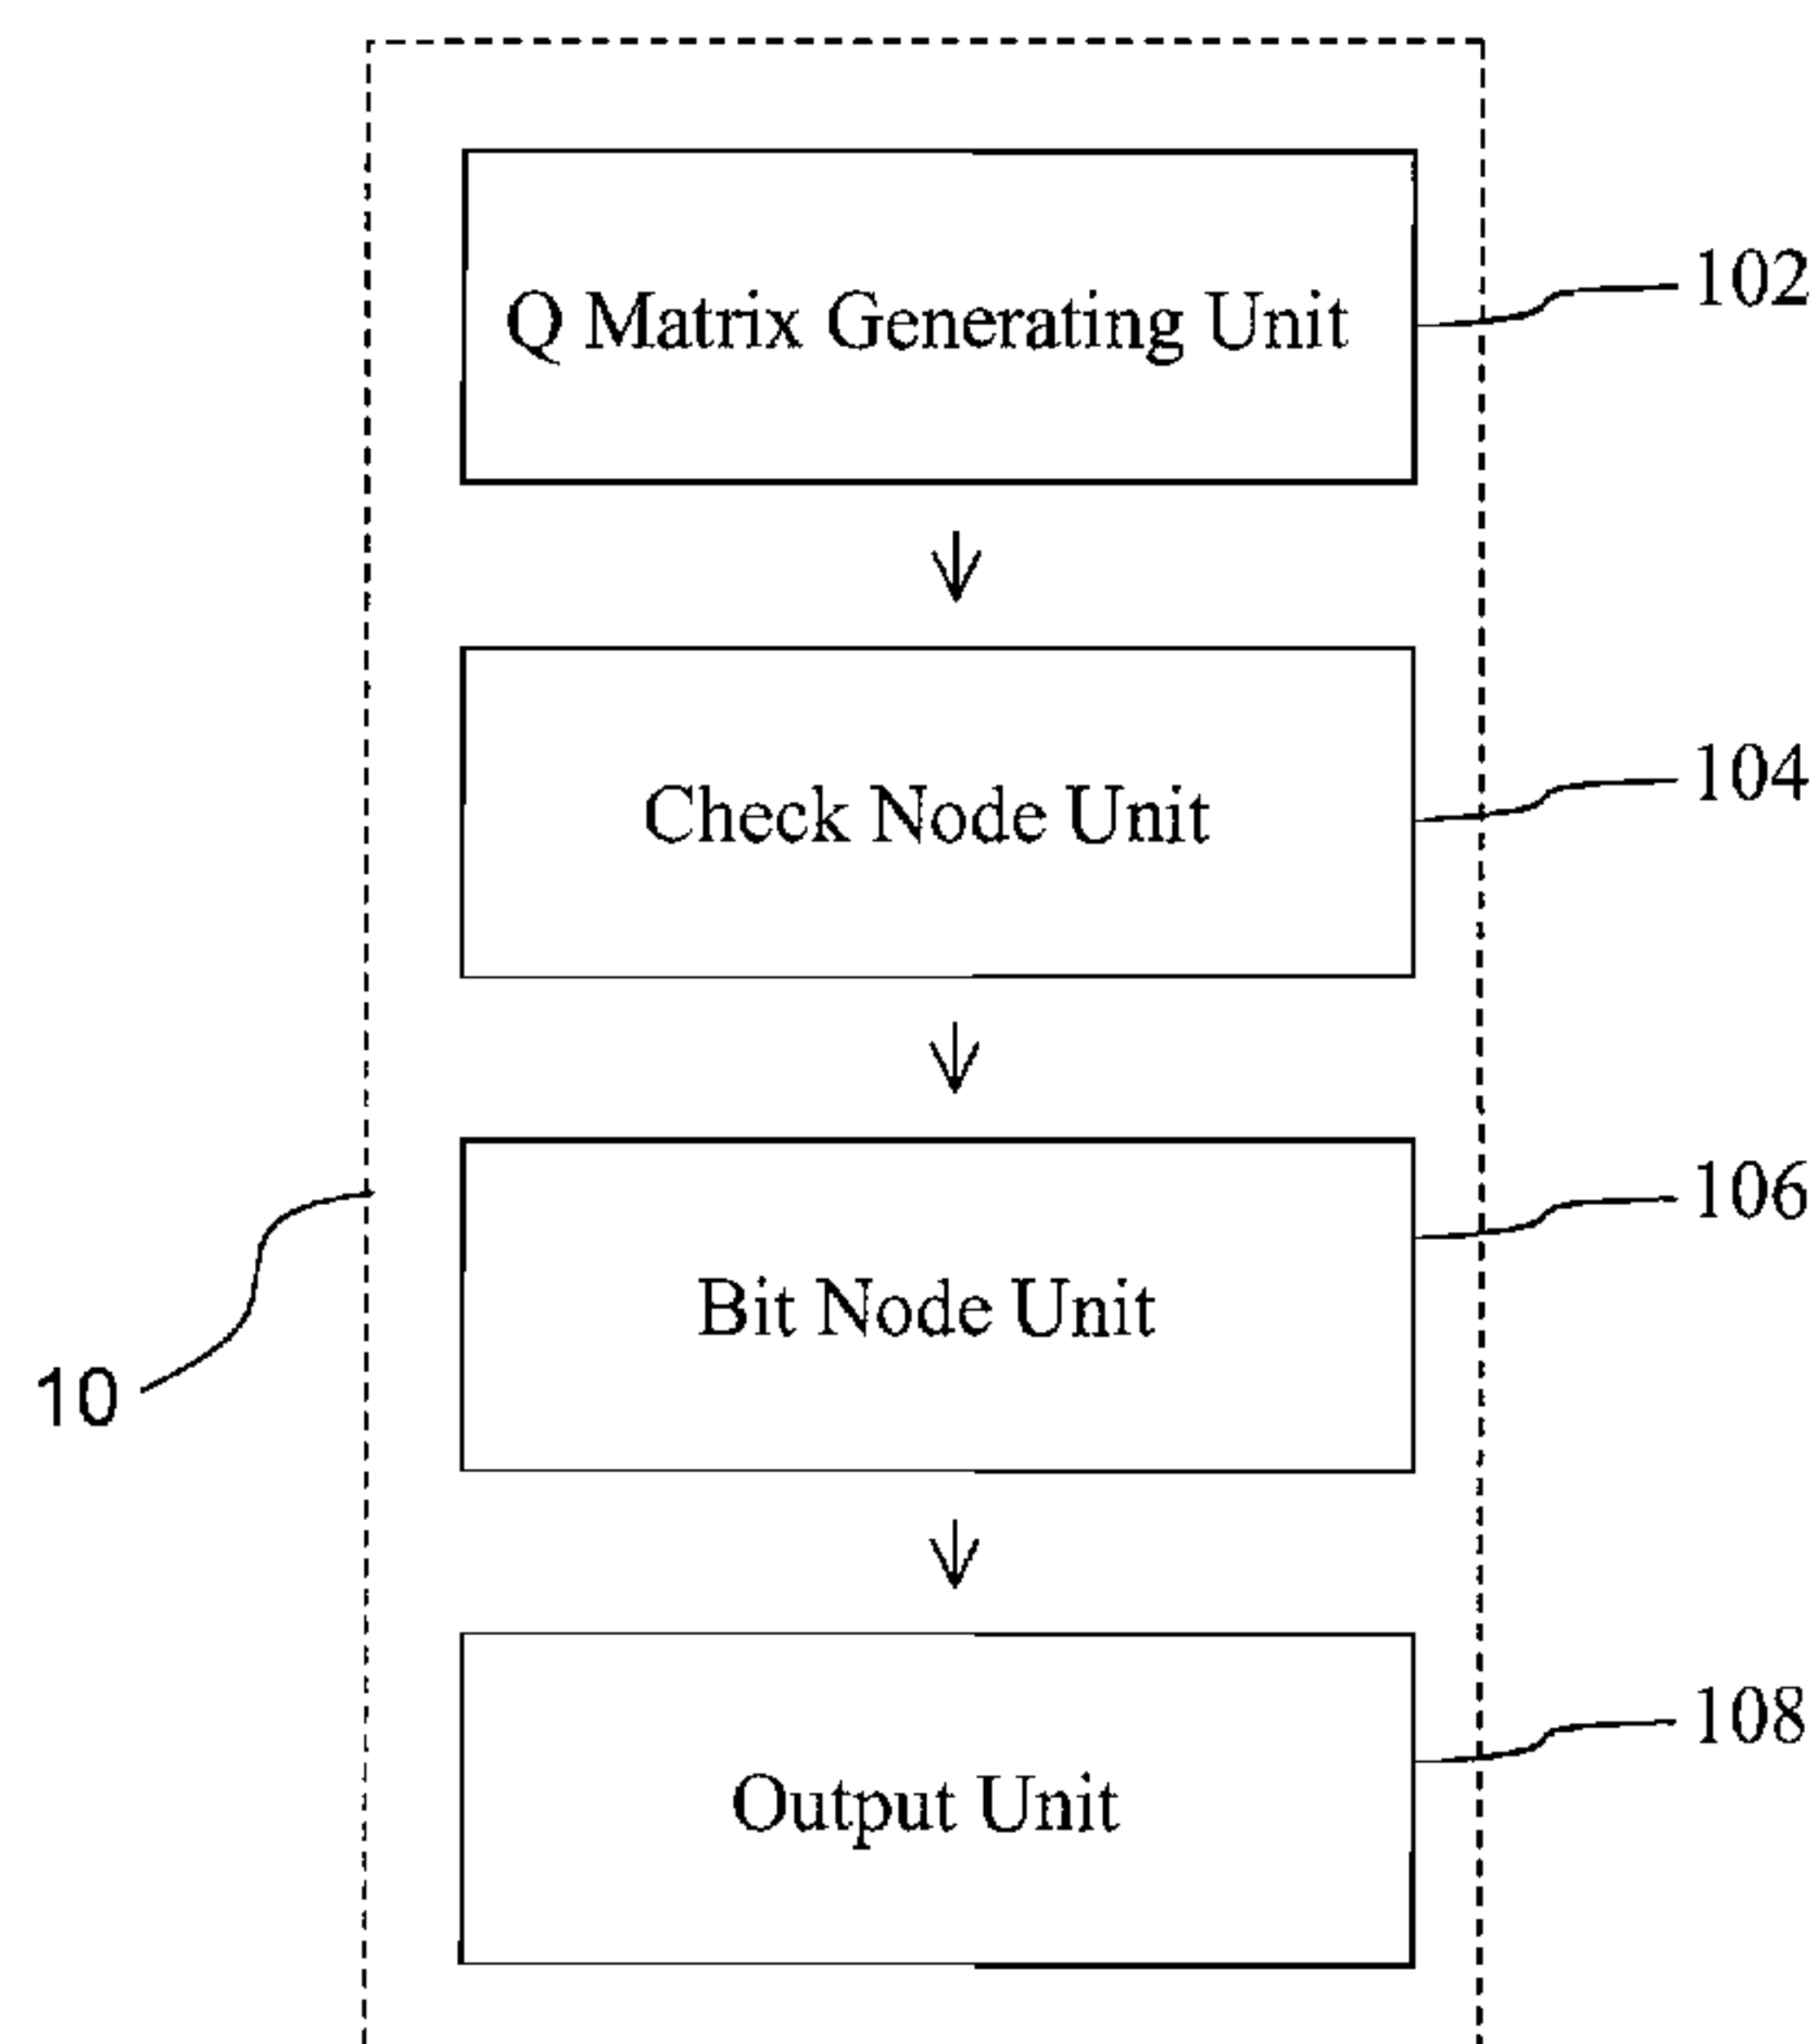 Q Matrix Generating Unit
102
Check Node Unit
104
106
Bit Node Unit
10
108
Output Unit